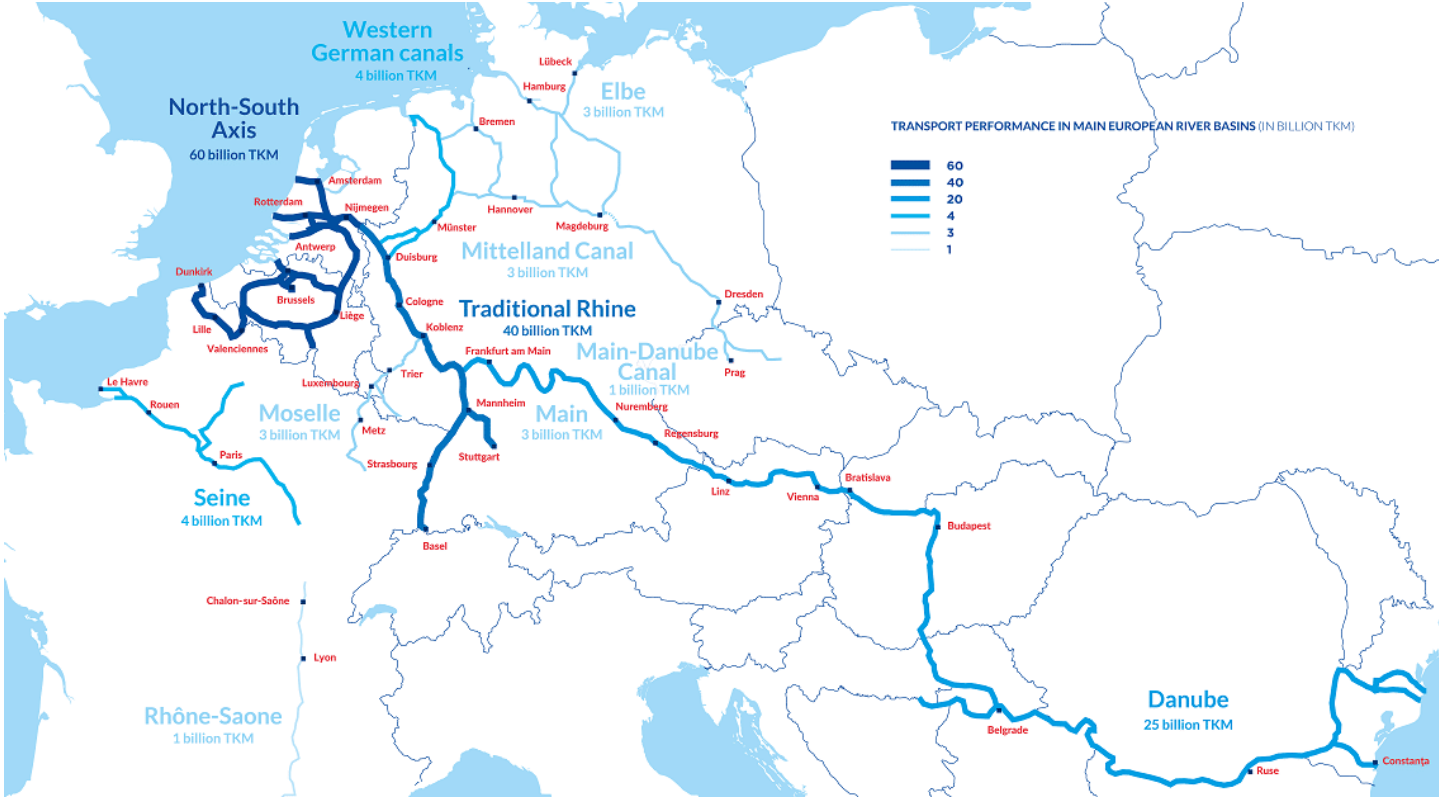 Western
German canals
4 billion TKM
Lübeck
Hamburg
Elbe
3 billion TKM
North-South
Axis
60 billion TKM
Bremen
TRANSPORT PERFORMANCE IN MAIN EUROPEAN RIVER BASINS (IN BILLION TKM)
60
40
20
4
3
1
Amsterdam
Rotterdam
Nijmegen
Hannover
Magdeburg
Münster
Antwerp
Mittelland Canal
3 billion TKM
Duisburg
Dunkirk
Brussels
Dresden
Cologne
Traditional Rhine
40 billion TKM
Liège
Lille
Koblenz
Valenciennes
Frankfurt am Main
Main-Danube
Canal
1 billion TKM
Prag
Trier
Luxembourg
Le Havre
Rouen
Moselle
3 billion TKM
Mannheim
Main
3 billion TKM
Nuremberg
Metz
Regensburg
Paris
Strasbourg
Stuttgart
Seine
4 billion TKM
Linz
Vienna
Bratislava
Budapest
Basel
Chalon-sur-Saône
Lyon
Rhône-Saone
1 billion TKM
Danube
25 billion TKM
Belgrade
Ruse
Constanța